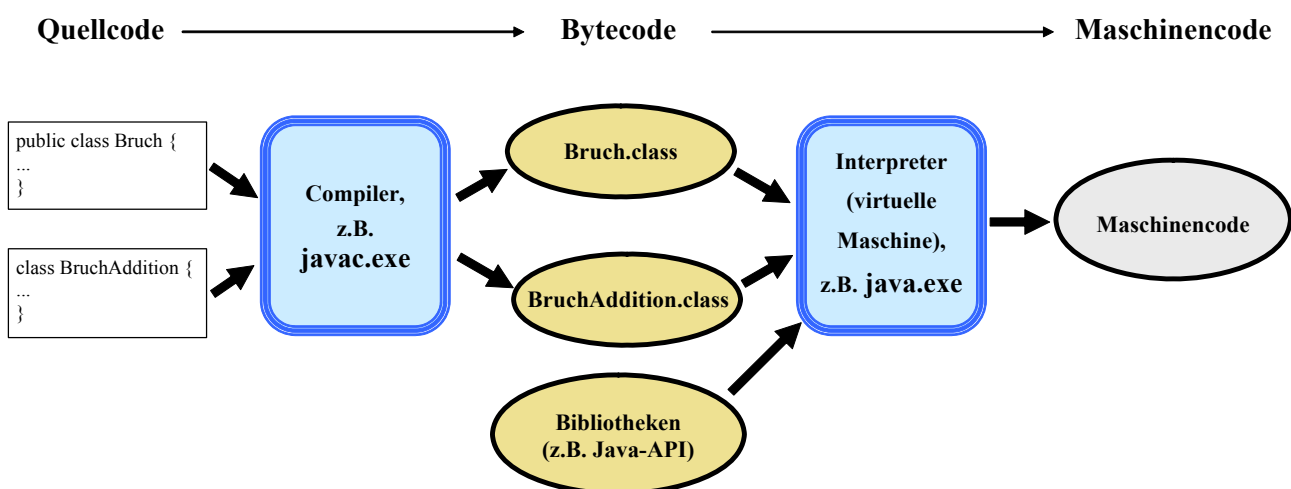 Quellcode
Bytecode
Maschinencode
public class Bruch {
...
}
class BruchAddition {
...
}
Compiler,
z.B.
javac.exe
Bruch.class
BruchAddition.class
Bibliotheken
(z.B. Java-API)
Interpreter
(virtuelle
Maschine),
z.B. java.exe
Maschinencode